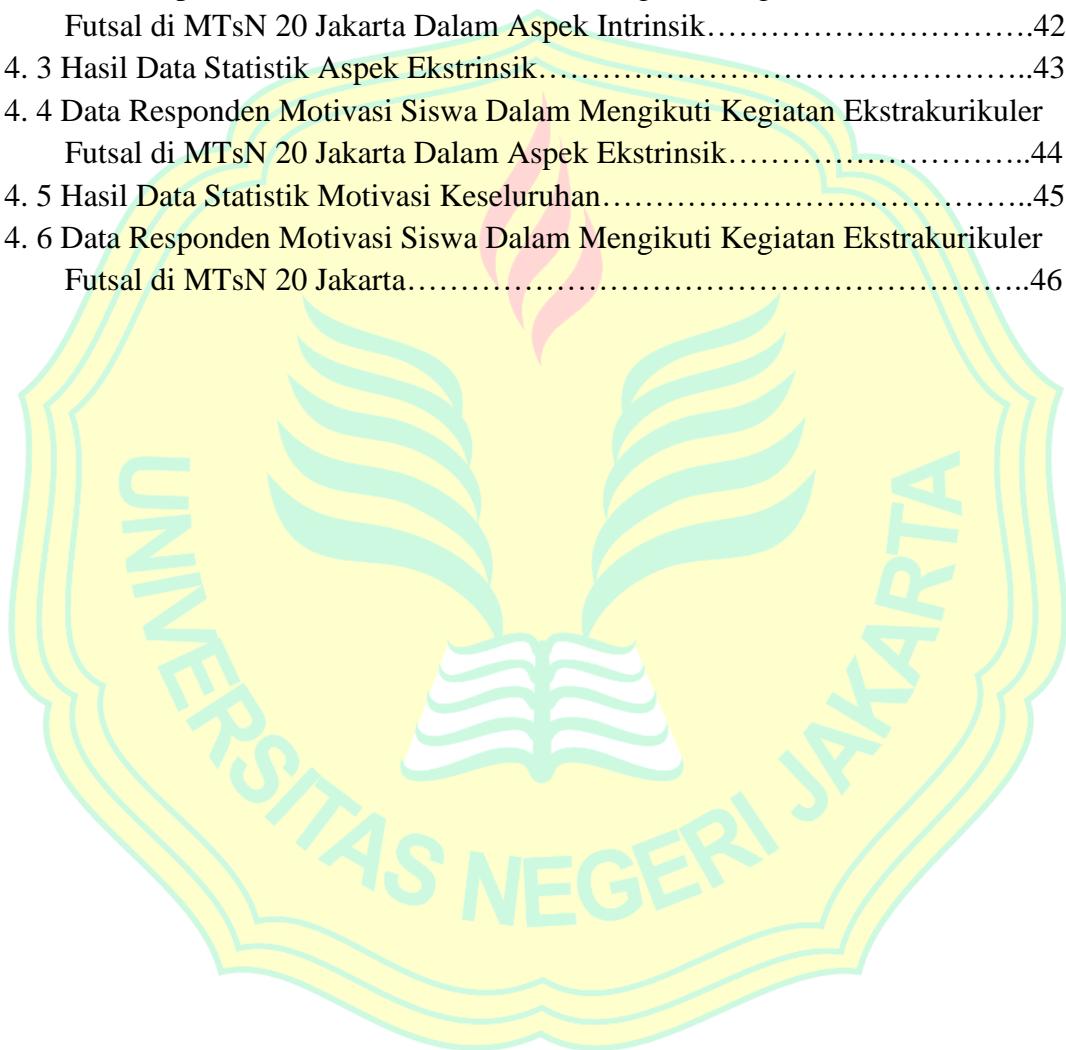 Futsal di MTsN 20 Jakarta Dalam Aspek Intrinsik………………………….42
4. 3 Hasil Data Statistik Aspek Ekstrinsik……………………………………..43
4. 4 Data Responden Motivasi Siswa Dalam Mengikuti Kegiatan Ekstrakurikuler
Futsal di MTsN 20 Jakarta Dalam Aspek Ekstrinsik………….…………..44
4. 5 Hasil Data Statistik Motivasi Keseluruhan………………………………..45
4. 6 Data Responden Motivasi Siswa Dalam Mengikuti Kegiatan Ekstrakurikuler
Futsal di MTsN 20 Jakarta………………………………………………..46
UNIVERSITAS NEGERI JAKARTA